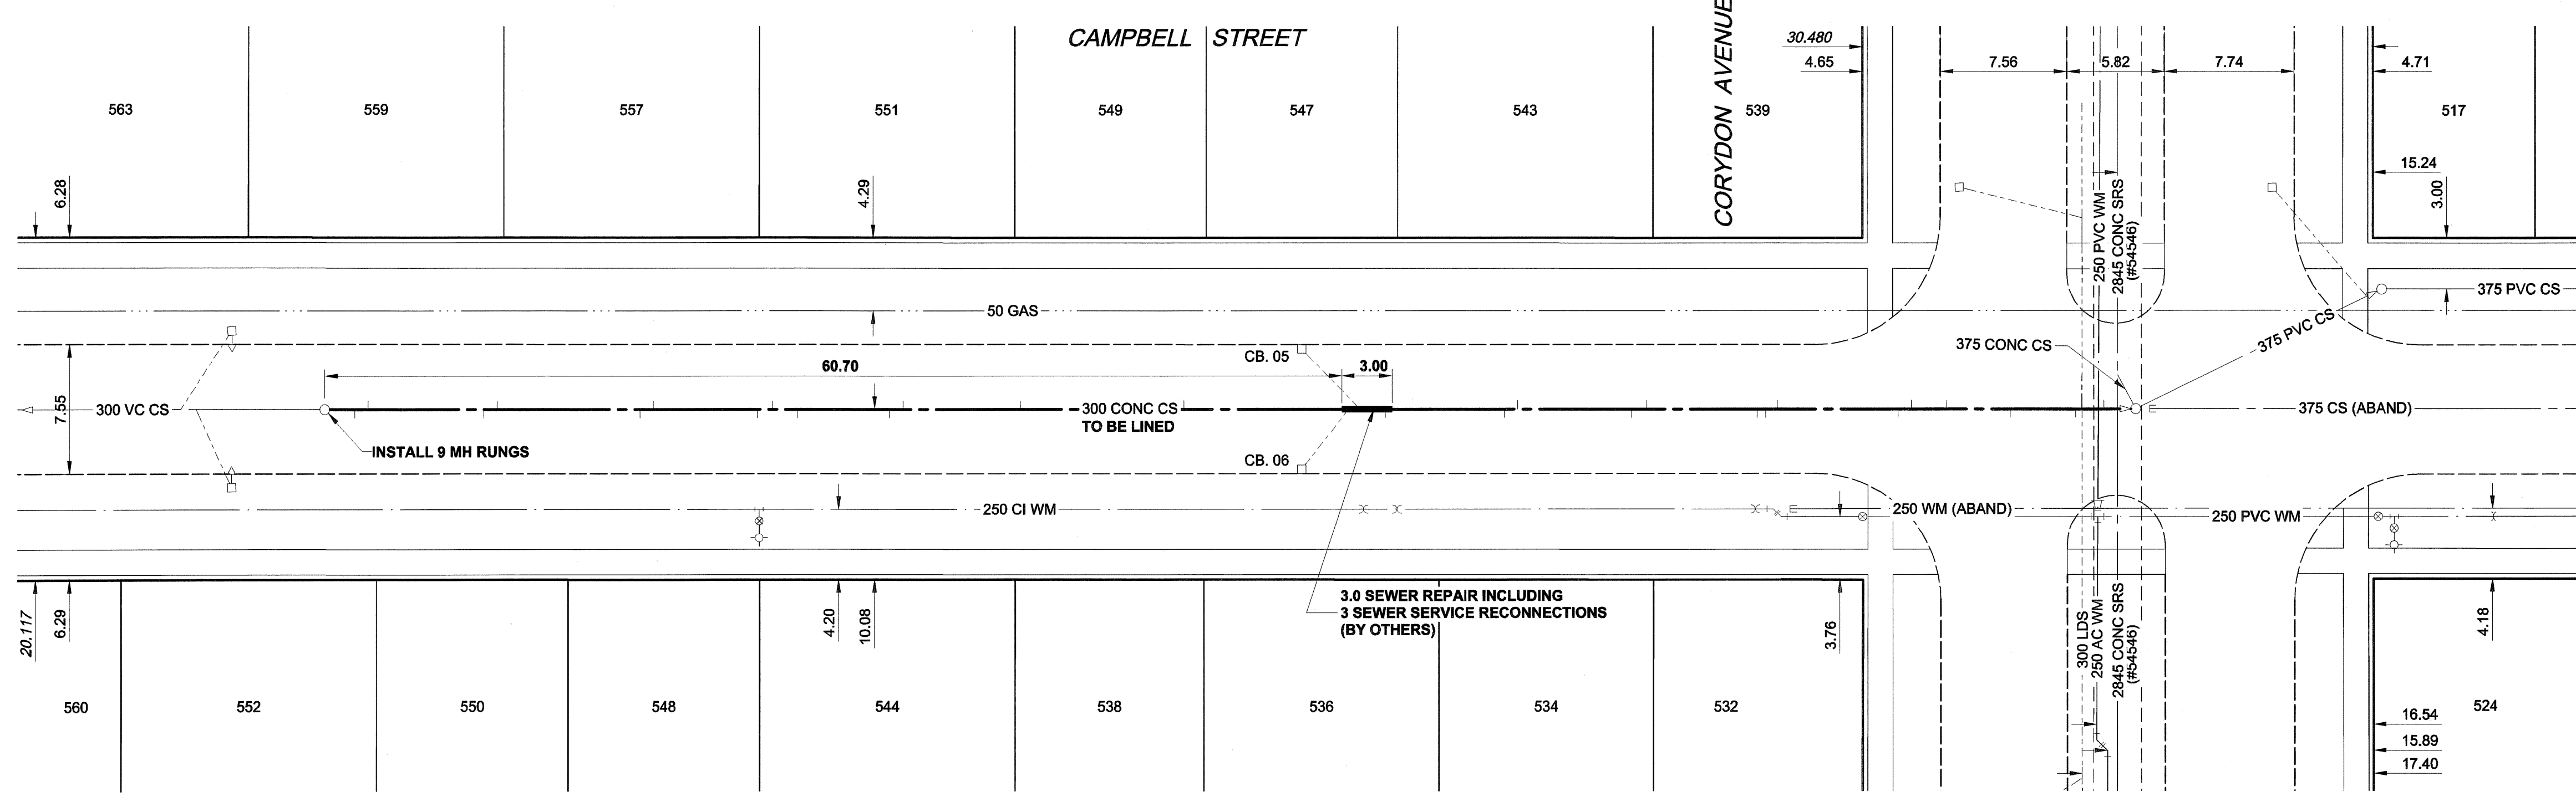 CAMPBELL STREET
CORYDON AVENUE
30.480
4.65
7.56
5.82
7.74
4.71
563
559
557
551
549
547
543
539
517
15.24
6.28
4.29
3.00
250 PVC WM
2845 CONC SRS
(#54546)
50 GAS
375 PVC CS
375 PVC CS
375 CONC CS
CB. 05
60.70
3.00
7.55
300 VC CS
300 CONC CS
TO BE LINED
375 CS (ABAND)
INSTALL 9 MH RUNGS
CB. 06
250 CI WM
250 WM (ABAND)
250 PVC WM
3.0 SEWER REPAIR INCLUDING
3 SEWER SERVICE RECONNECTIONS
(BY OTHERS)
20.117
6.29
4.20
10.08
3.76
300 LDS
250 AC WM
2845 CONC SRS
(#54546)
4.18
560
552
550
548
544
538
536
534
532
524
16.54
15.89
17.40